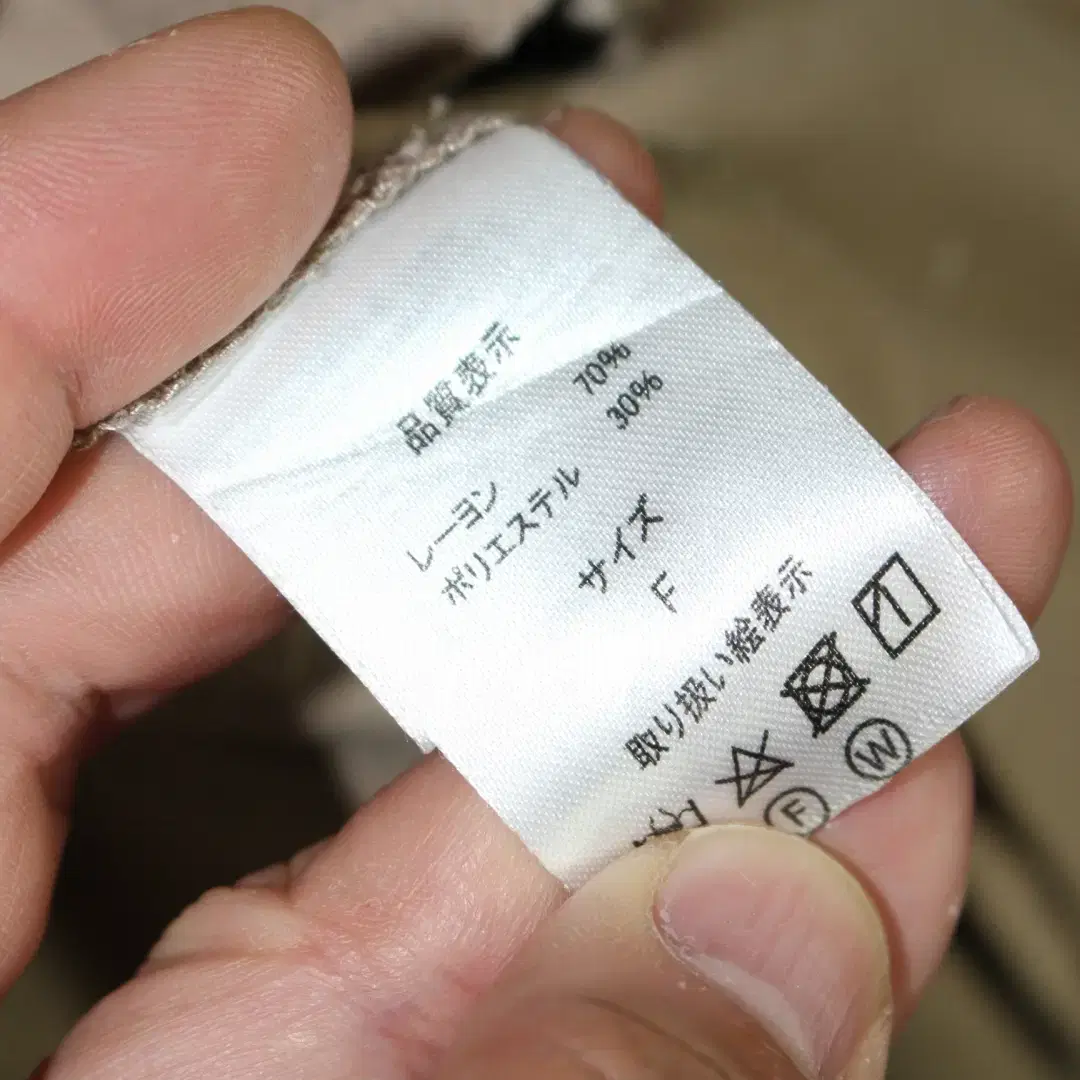 品質表示
レーヨン 70%
ポリエステル 30%
サイズ
F
取り扱い絵表示
F W